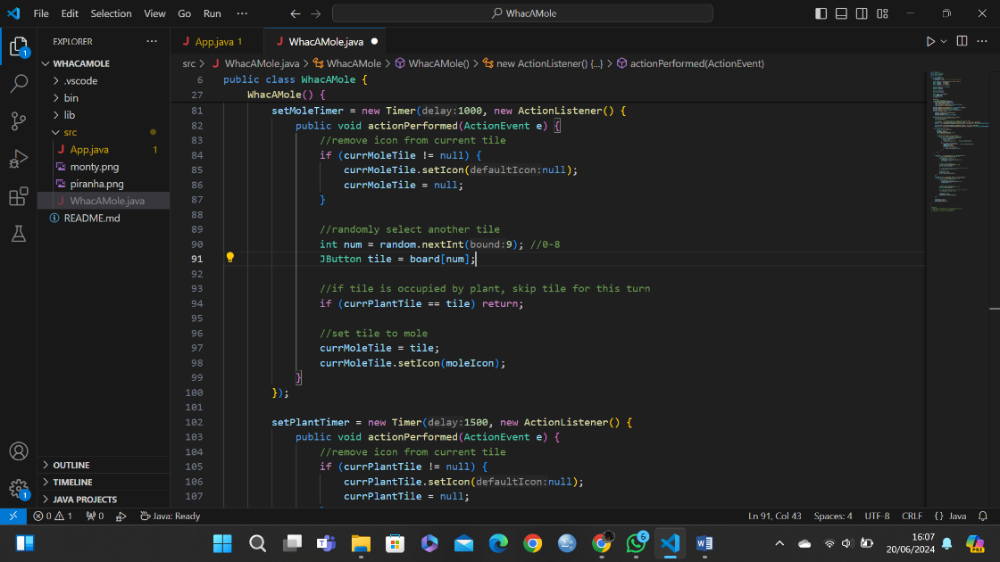 File Edit Selection View Go Run ··· WhacAMole
EXPLORER ···
App.java 1
WhacAMole.java
src > WhacAMole.java > WhacAMole > WhacAMole() > new ActionListener() {...} > actionPerformed(ActionEvent)
WHACAMOLE
.vscode
bin
lib
src
App.java 1
monty.png
piranha.png
WhacAMole.java
README.md
OUTLINE
TIMELINE
JAVA PROJECTS
1
1
6 public class WhacAMole {
27 WhacAMole() {
81 setMoleTimer = new Timer(delay:1000, new ActionListener() {
82 public void actionPerformed(ActionEvent e) {
83 //remove icon from current tile
84 if (currMoleTile != null) {
85 currMoleTile.setIcon(defaultIcon:null);
86 currMoleTile = null;
87 }
88
89 //randomly select another tile
90 int num = random.nextInt(bound:9); //0-8
91 JButton tile = board[num];
92
93 //if tile is occupied by plant, skip tile for this turn
94 if (currPlantTile == tile) return;
95
96 //set tile to mole
97 currMoleTile = tile;
98 currMoleTile.setIcon(moleIcon);
99 }
100 });
101
102 setPlantTimer = new Timer(delay:1500, new ActionListener() {
103 public void actionPerformed(ActionEvent e) {
104 //remove icon from current tile
105 if (currPlantTile != null) {
106 currPlantTile.setIcon(defaultIcon:null);
107 currPlantTile = null;
0 1 0 Java: Ready Ln 91, Col 43 Spaces: 4 UTF-8 CRLF {} Java
6
16:07
20/06/2024
PRE